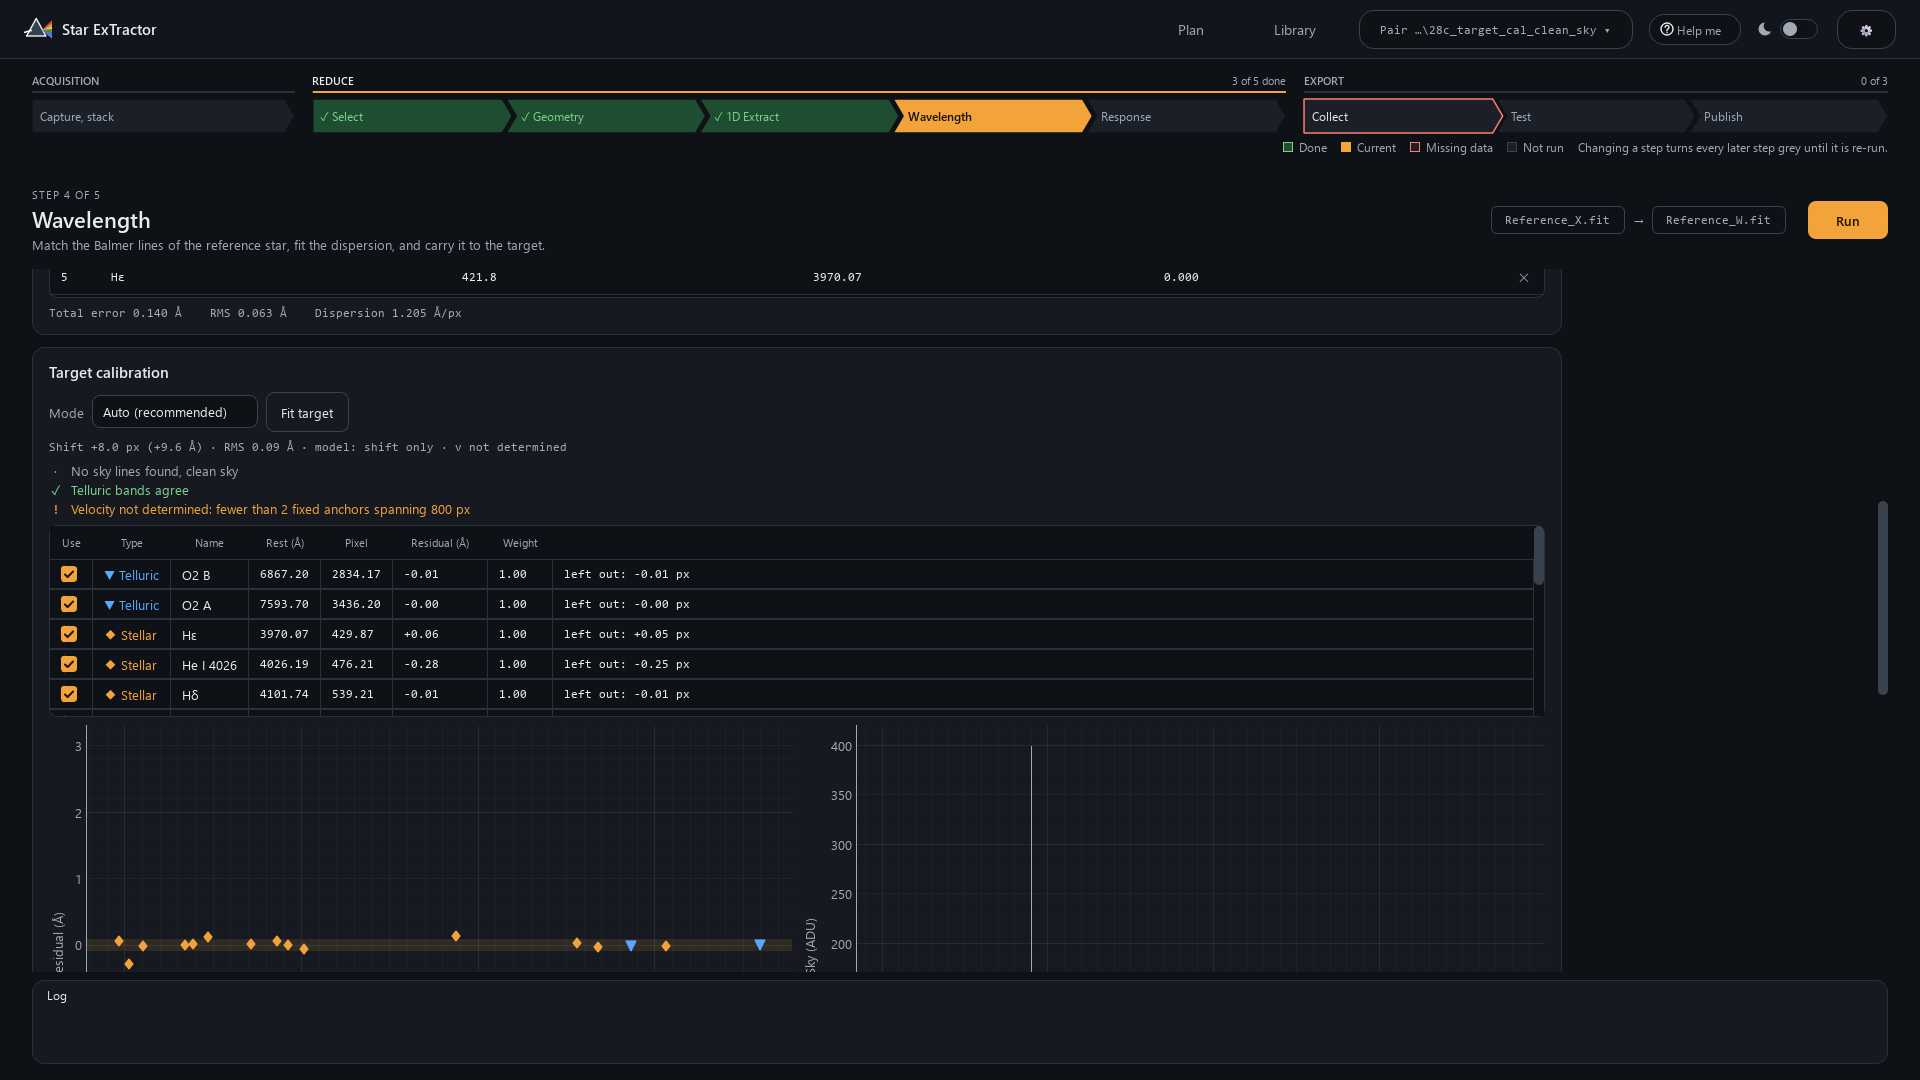 Star ExTractor
Plan
Library
Pair …\28c_target_cal_clean_sky ▾
Help me
ACQUISITION
REDUCE
3 of 5 done
EXPORT
0 of 3
Capture, stack
✓ Select
✓ Geometry
✓ 1D Extract
Wavelength
Response
Collect
Test
Publish
Done
Current
Missing data
Not run
Changing a step turns every later step grey until it is re-run.
STEP 4 OF 5
Wavelength
Match the Balmer lines of the reference star, fit the dispersion, and carry it to the target.
Reference_X.fit → Reference_W.fit
Run
5 Hε 421.8 3970.07 0.000 ×
Total error 0.140 Å RMS 0.063 Å Dispersion 1.205 Å/px
Target calibration
Mode Auto (recommended) Fit target
Shift +8.0 px (+9.6 Å) · RMS 0.09 Å · model: shift only · v not determined
· No sky lines found, clean sky
✓ Telluric bands agree
! Velocity not determined: fewer than 2 fixed anchors spanning 800 px
Use Type Name Rest (Å) Pixel Residual (Å) Weight
▼ Telluric O2 B 6867.20 2834.17 -0.01 1.00 left out: -0.01 px
▼ Telluric O2 A 7593.70 3436.20 -0.00 1.00 left out: -0.00 px
◆ Stellar Hε 3970.07 429.87 +0.06 1.00 left out: +0.05 px
◆ Stellar He I 4026 4026.19 476.21 -0.28 1.00 left out: -0.25 px
◆ Stellar Hδ 4101.74 539.21 -0.01 1.00 left out: -0.01 px
3
2
1
0
esidual (Å)
400
350
300
250
200
Sky (ADU)
Log